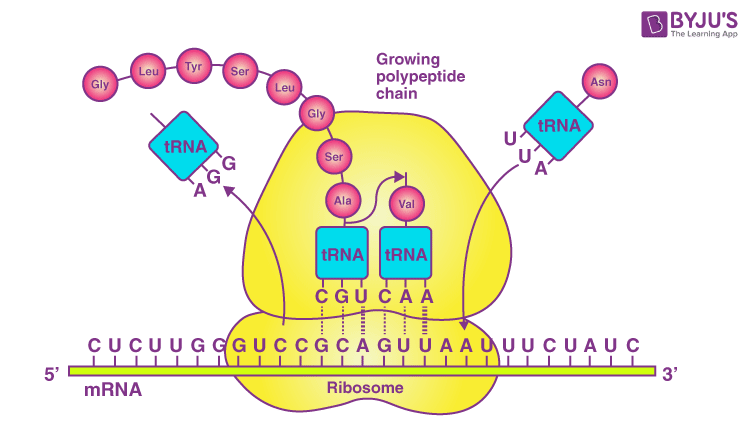 BYJU'S
The Learning App
Growing
polypeptide
chain
Gly
Leu
Tyr
Ser
Leu
Gly
Ser
Ala
Val
Asn
tRNA
A G G
tRNA
U U A
tRNA
tRNA
C G U C A A
C U C U U G G G U C C G C A G U U A A U U U C U A U C
5’
3’
mRNA
Ribosome